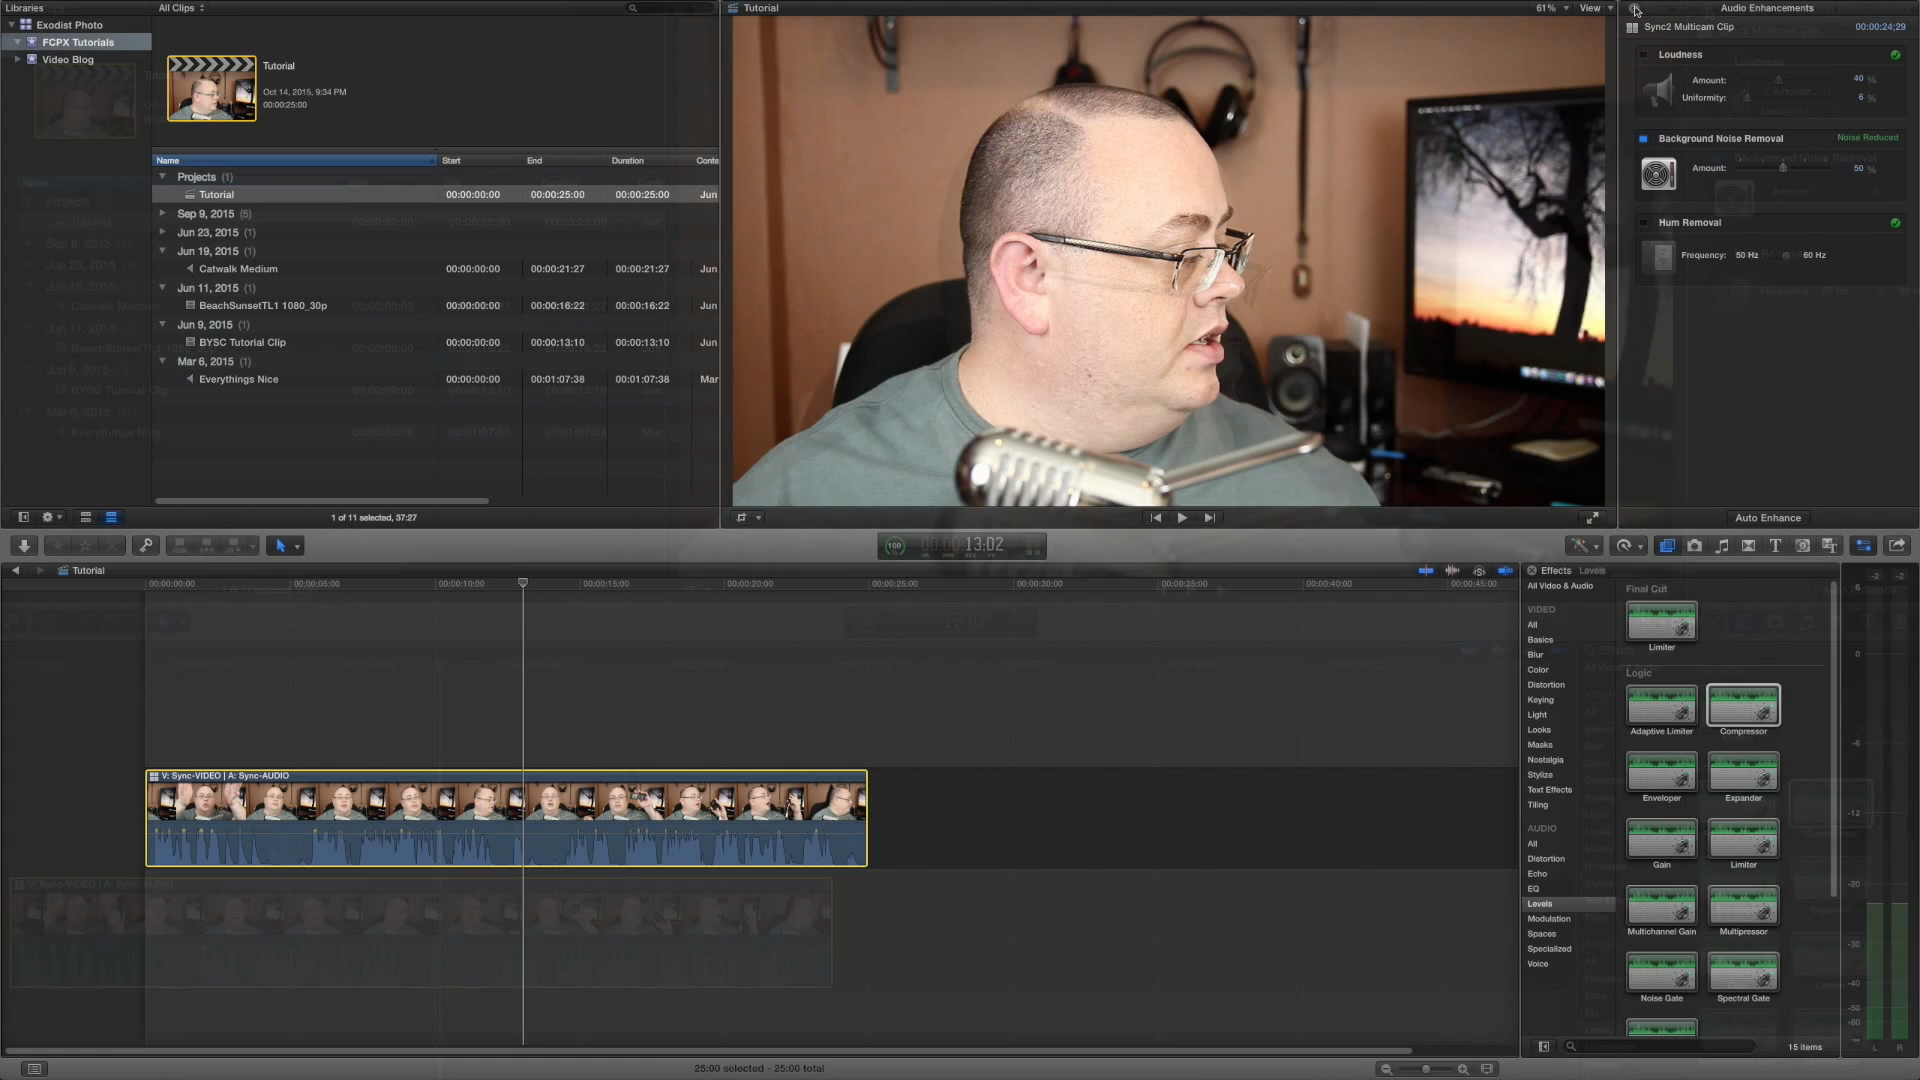 Libraries
All Clips
Tutorial
61%
View
Audio Enhancements
Exodist Photo
FCPX Tutorials
Video Blog
Tutorial
Oct 14, 2015, 9:34 PM
00:00:25:00
Sync2 Multicam Clip
00:00:24;29
Loudness
Amount:
40 %
Uniformity:
6 %
Background Noise Removal
Noise Reduced
Amount:
50 %
Hum Removal
Frequency: 50 Hz 60 Hz
Name Start End Duration Conte
Projects (1)
Tutorial 00:00:00:00 00:00:25:00 00:00:25:00 Jun
Sep 9, 2015 (5)
Jun 23, 2015 (1)
Jun 19, 2015 (1)
Catwalk Medium 00:00:00:00 00:00:21:27 00:00:21:27 Jun
Jun 11, 2015 (1)
BeachSunsetTL1 1080_30p 00:00:00:00 00:00:16:22 00:00:16:22 Jun
Jun 9, 2015 (1)
BYSC Tutorial Clip 00:00:00:00 00:00:13:10 00:00:13:10 Jun
Mar 6, 2015 (1)
Everythings Nice 00:00:00:00 00:01:07:38 00:01:07:38 Mar
1 of 11 selected, 37:27
Auto Enhance
100
13:02
Tutorial
00:00:00:00 00:00:05:00 00:00:10:00 00:00:15:00 00:00:20:00 00:00:25:00 00:00:30:00 00:00:35:00 00:00:40:00 00:00:45:00
V: Sync-VIDEO | A: Sync-AUDIO
Effects Levels
All Video & Audio
VIDEO
All
Basics
Blur
Color
Distortion
Keying
Light
Looks
Masks
Nostalgia
Stylize
Text Effects
Tiling
AUDIO
All
Distortion
Echo
EQ
Levels
Modulation
Spaces
Specialized
Voice
Final Cut
Limiter
Logic
Adaptive Limiter
Compressor
Enveloper
Expander
Gain
Limiter
Multichannel Gain
Multipressor
Noise Gate
Spectral Gate
15 items
-2 -2
6
0
-6
-12
-20
-30
-40
-50
-60
L R
25:00 selected - 25:00 total